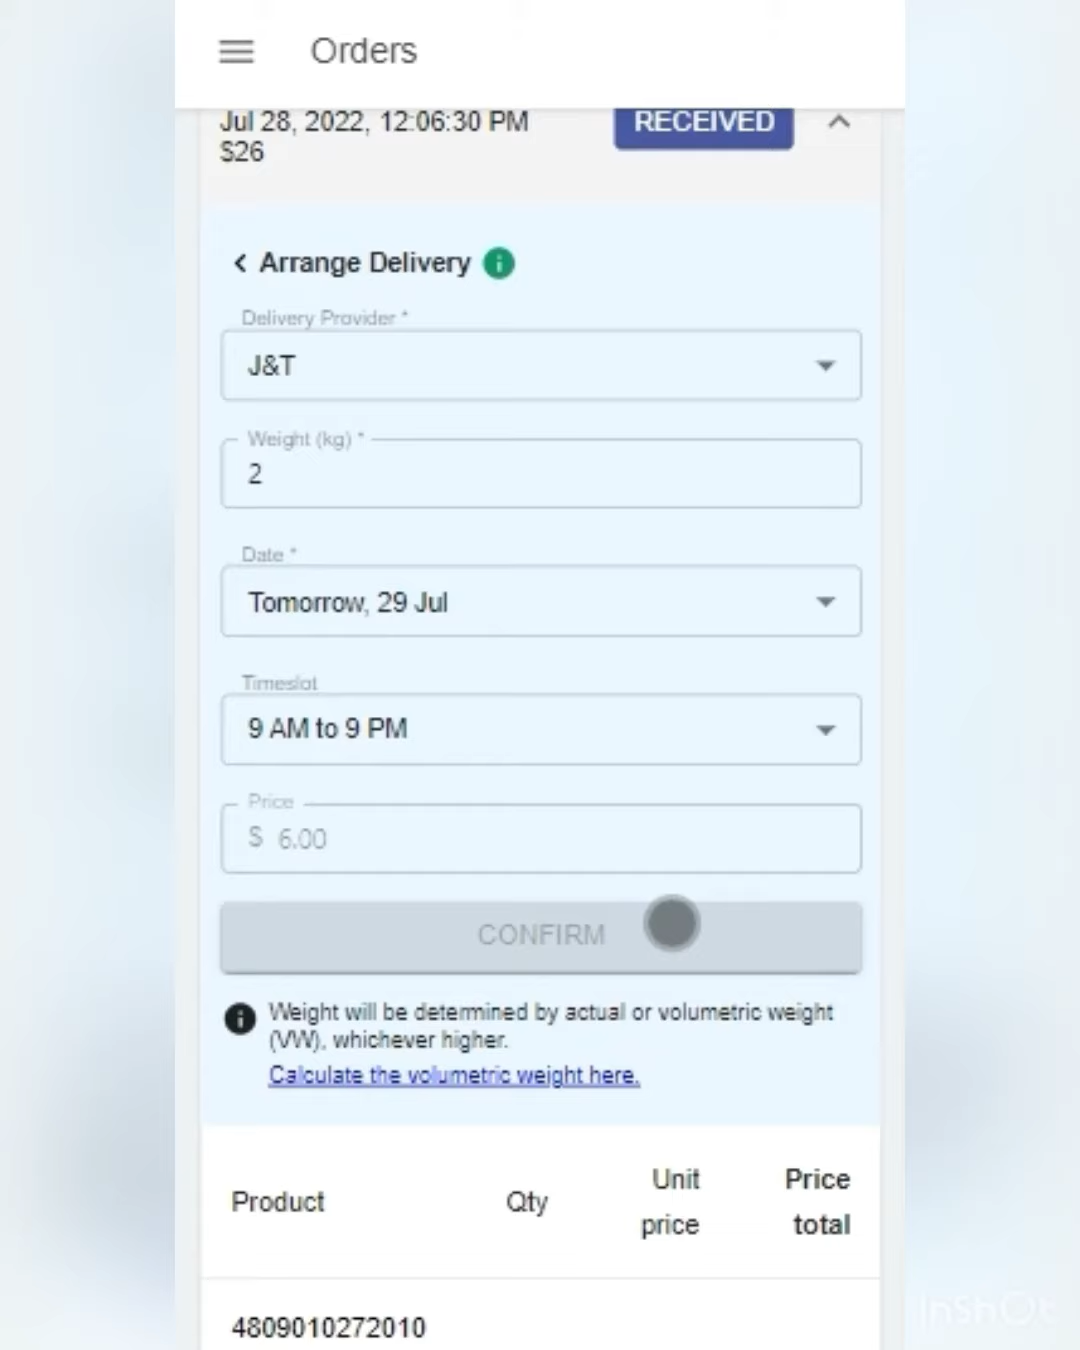 Orders
Jul 28, 2022, 12:06:30 PM
RECEIVED
$26
Arrange Delivery
Delivery Provider *
J&T
Weight (kg) *
2
Date *
Tomorrow, 29 Jul
Timeslot
9 AM to 9 PM
Price
$ 6.00
CONFIRM
Weight will be determined by actual or volumetric weight
(VW), whichever higher.
Calculate the volumetric weight here.
Product Qty Unit price Price total
4809010272010
InShOt